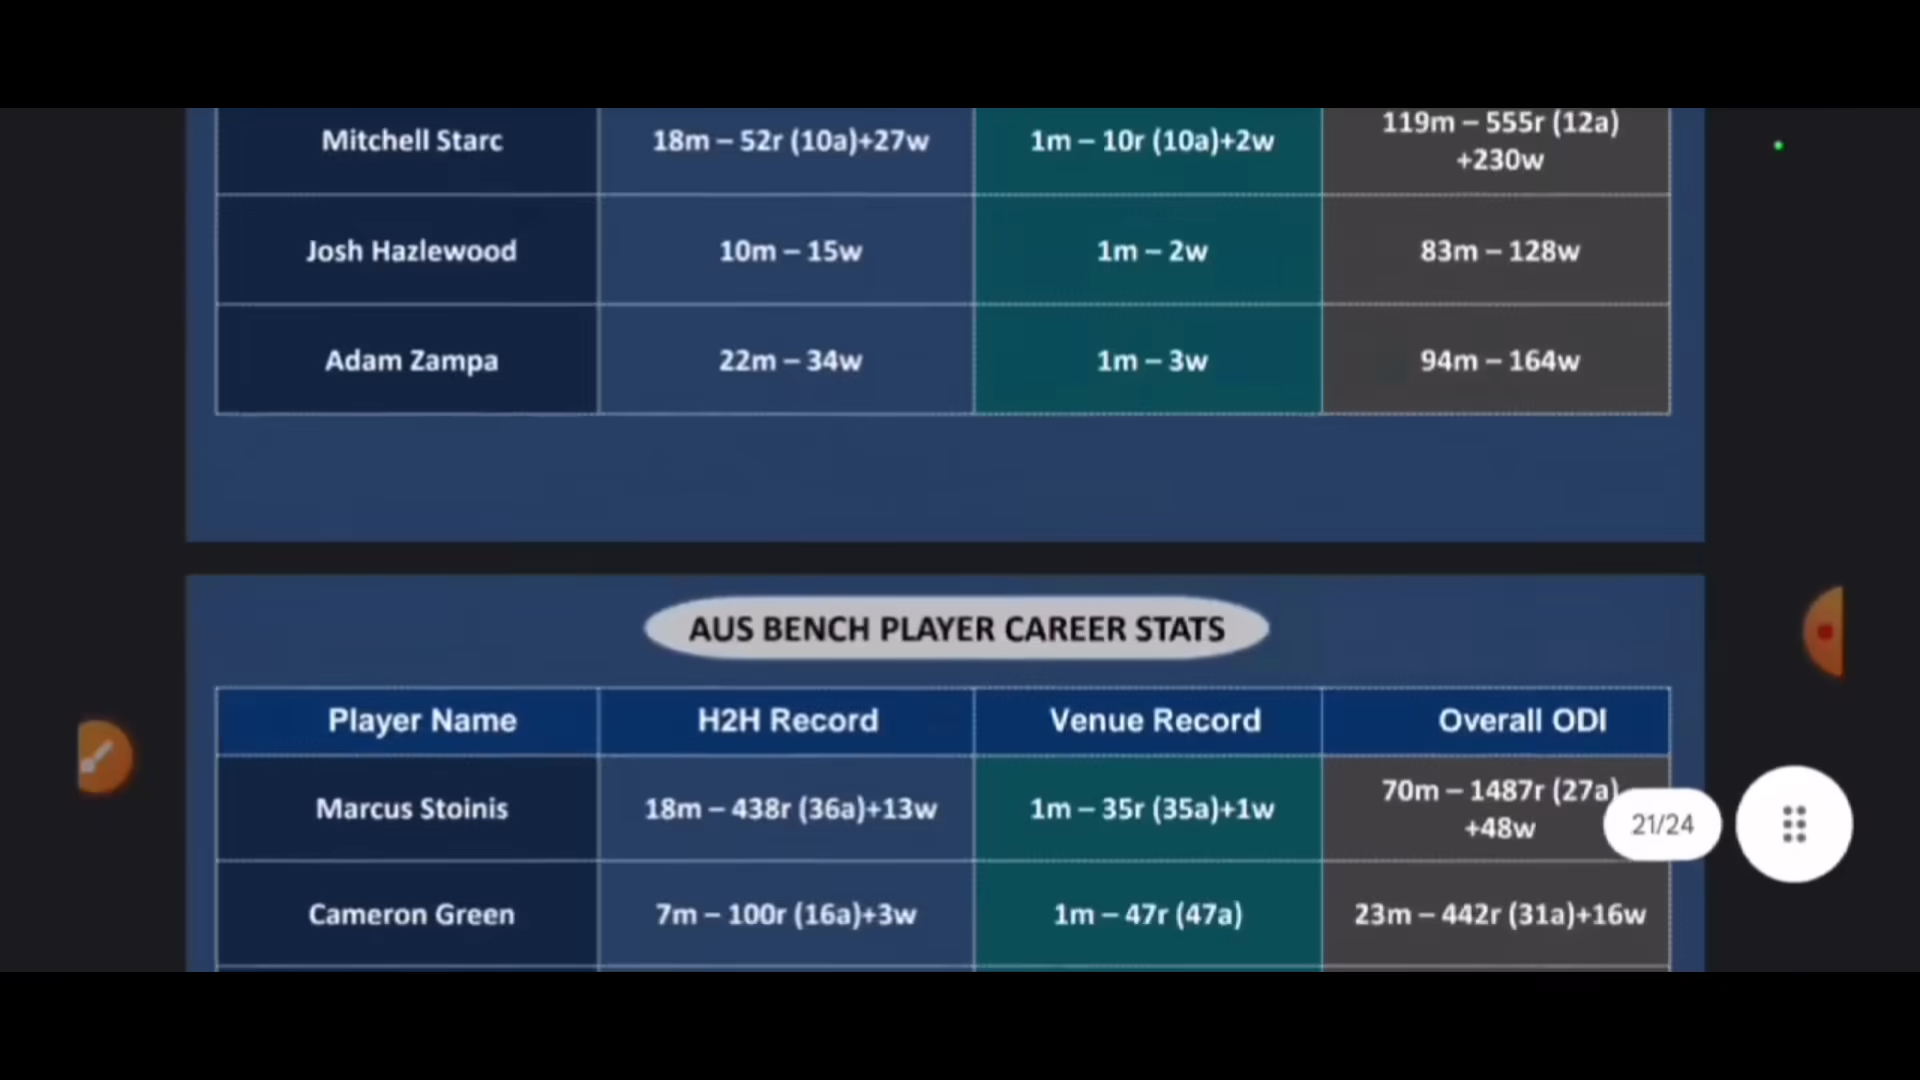 119m – 555r (12a)
Mitchell Starc 18m – 52r (10a)+27w 1m – 10r (10a)+2w
+230w
Josh Hazlewood 10m – 15w 1m – 2w 83m – 128w
Adam Zampa 22m – 34w 1m – 3w 94m – 164w
AUS BENCH PLAYER CAREER STATS
Player Name H2H Record Venue Record Overall ODI
70m – 1487r (27a)
Marcus Stoinis 18m – 438r (36a)+13w 1m – 35r (35a)+1w
+48w
21/24
Cameron Green 7m – 100r (16a)+3w 1m – 47r (47a) 23m – 442r (31a)+16w